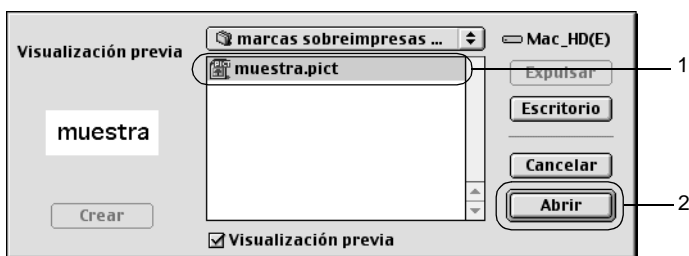 marcas sobreimpresas ...
Mac_HD(E)
Visualización previa
muestra.pict
Expulsar
1
Escritorio
muestra
Cancelar
Crear
Abrir
2
Visualización previa